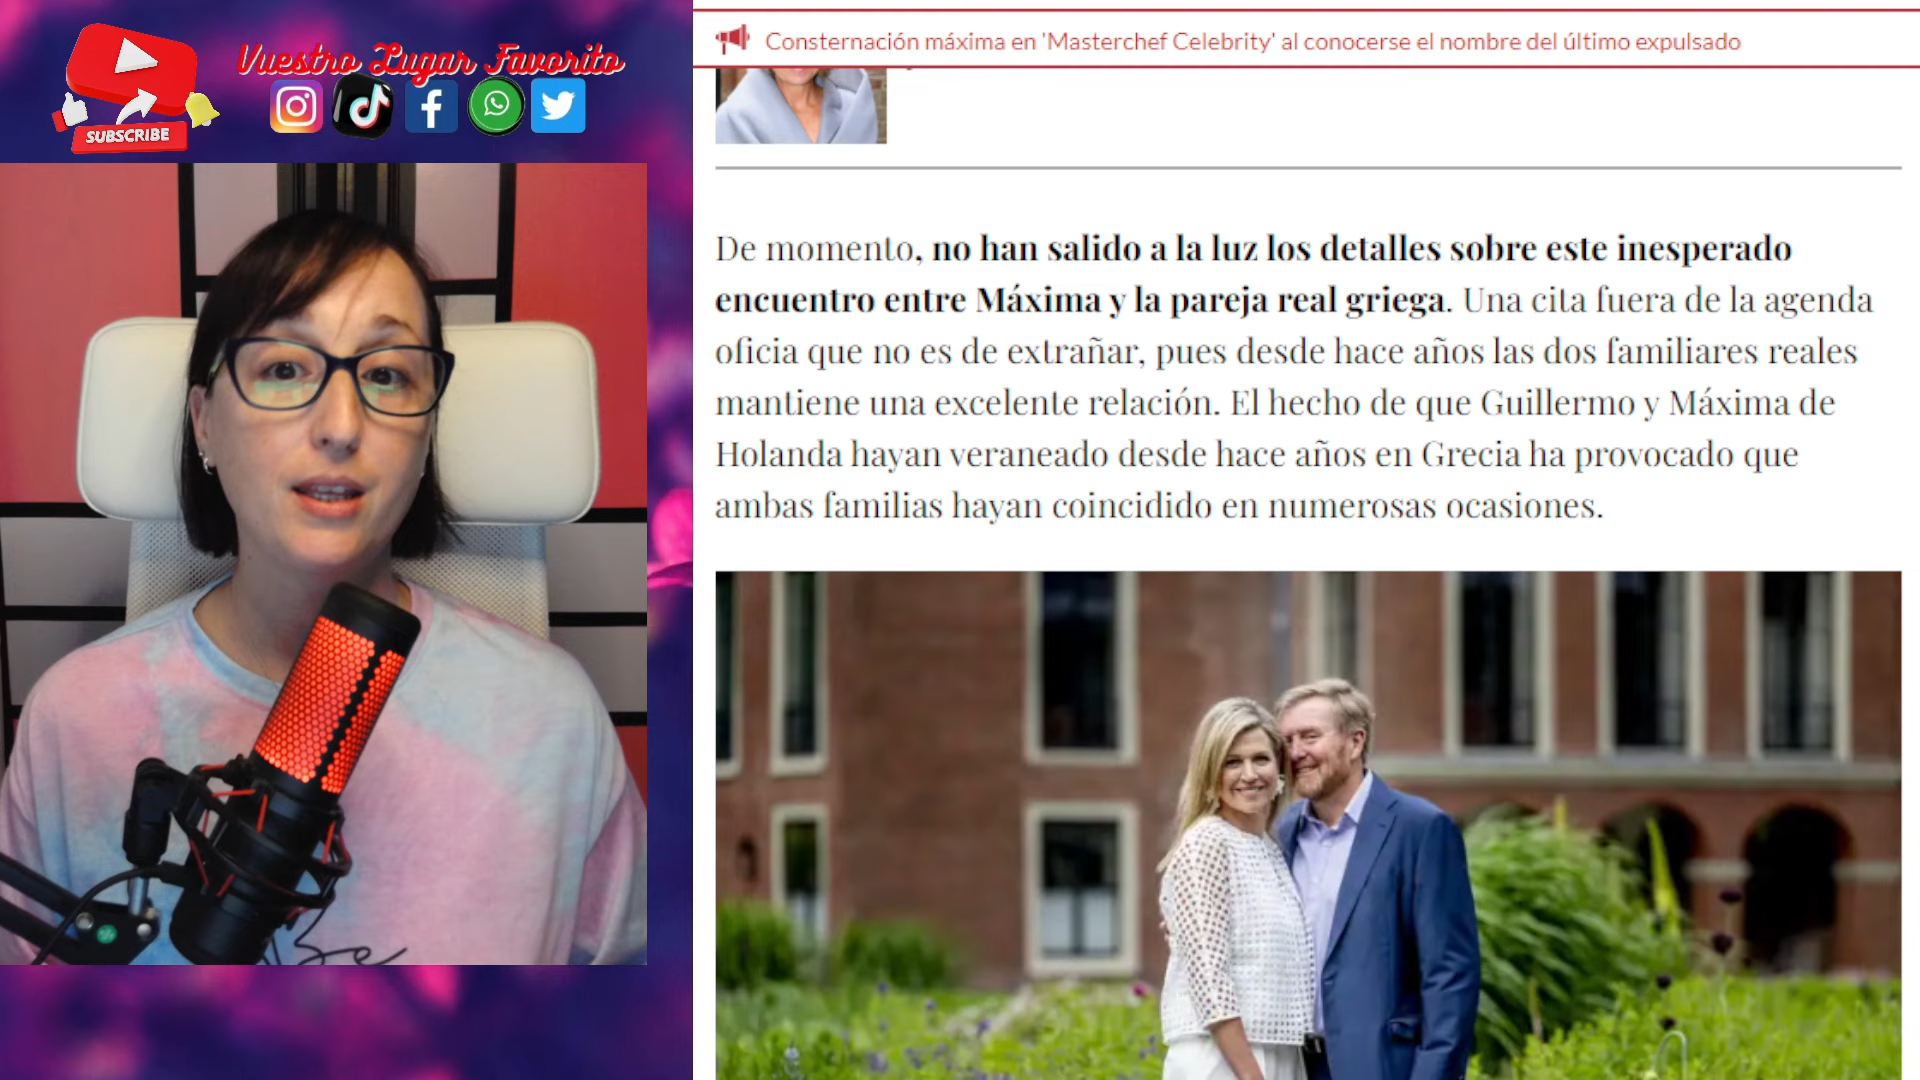 Vuestro Lugar Favorito
SUBSCRIBE
Consternación máxima en 'Masterchef Celebrity' al conocerse el nombre del último expulsado
De momento, no han salido a la luz los detalles sobre este inesperado
encuentro entre Máxima y la pareja real griega. Una cita fuera de la agenda
oficia que no es de extrañar, pues desde hace años las dos familiares reales
mantiene una excelente relación. El hecho de que Guillermo y Máxima de
Holanda hayan veraneado desde hace años en Grecia ha provocado que
ambas familias hayan coincidido en numerosas ocasiones.